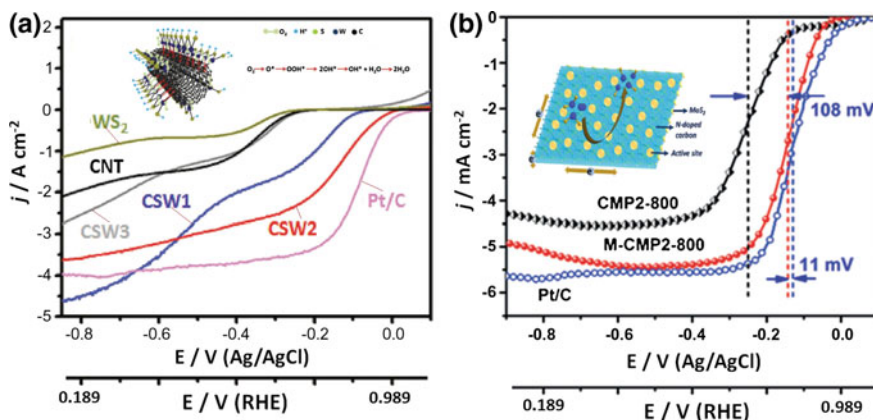 (a)
O₂ H⁺ S W C
O₂ → O* → OOH* → 2OH* → OH* + H₂O → 2H₂O
WS₂
CNT
CSW3
CSW1
CSW2
Pt/C
j / A cm⁻²
2
1
0
-1
-2
-3
-4
-5
-0.8 -0.4 0.0
E / V (Ag/AgCl)
0.189 0.989
E / V (RHE)
(b)
MoS₂
N-doped carbon
Active site
e
e
108 mV
CMP2-800
M-CMP2-800
Pt/C
11 mV
j / mA cm⁻²
0
-1
-2
-3
-4
-5
-6
-0.8 -0.6 -0.4 -0.2 0.0
E / V (Ag/AgCl)
0.189 0.989
E / V (RHE)